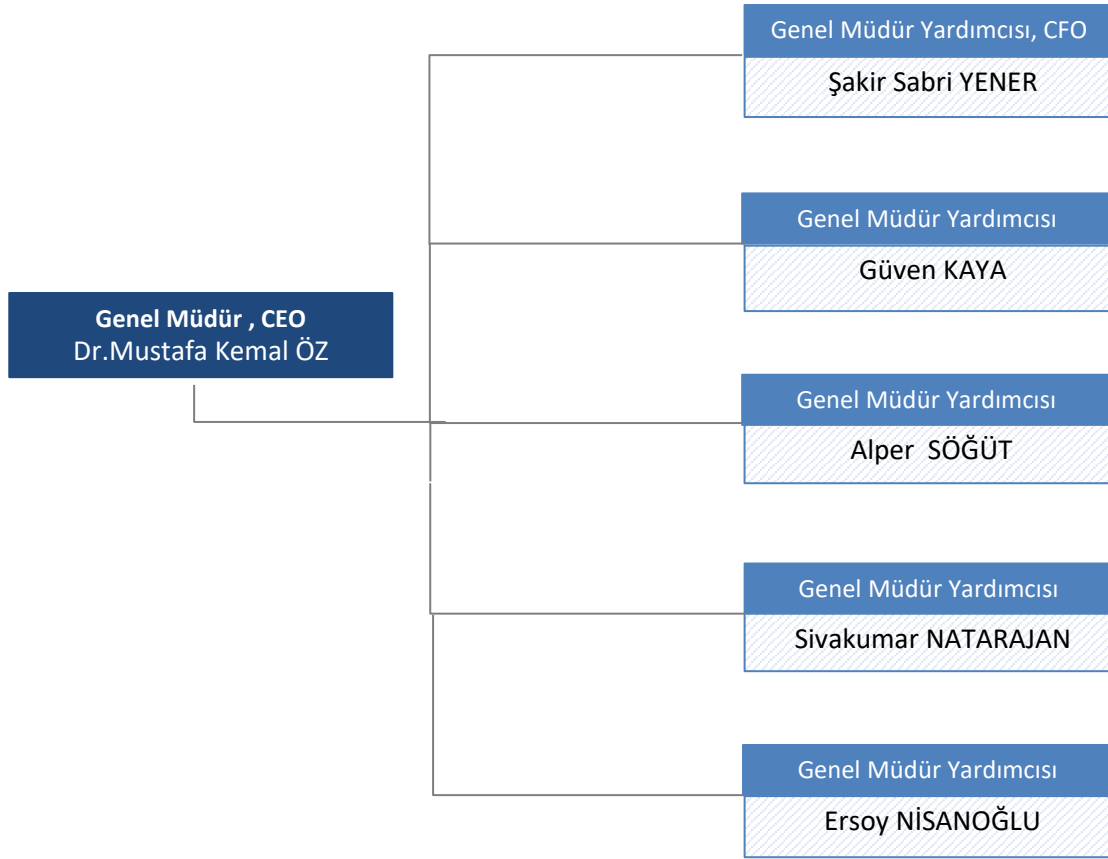 Genel Müdür Yardımcısı, CFO
Şakir Sabri YENER
Genel Müdür Yardımcısı
Güven KAYA
Genel Müdür , CEO
Dr.Mustafa Kemal ÖZ
Genel Müdür Yardımcısı
Alper  SÖĞÜT
Genel Müdür Yardımcısı
Sivakumar NATARAJAN
Genel Müdür Yardımcısı
Ersoy NİSANOĞLU